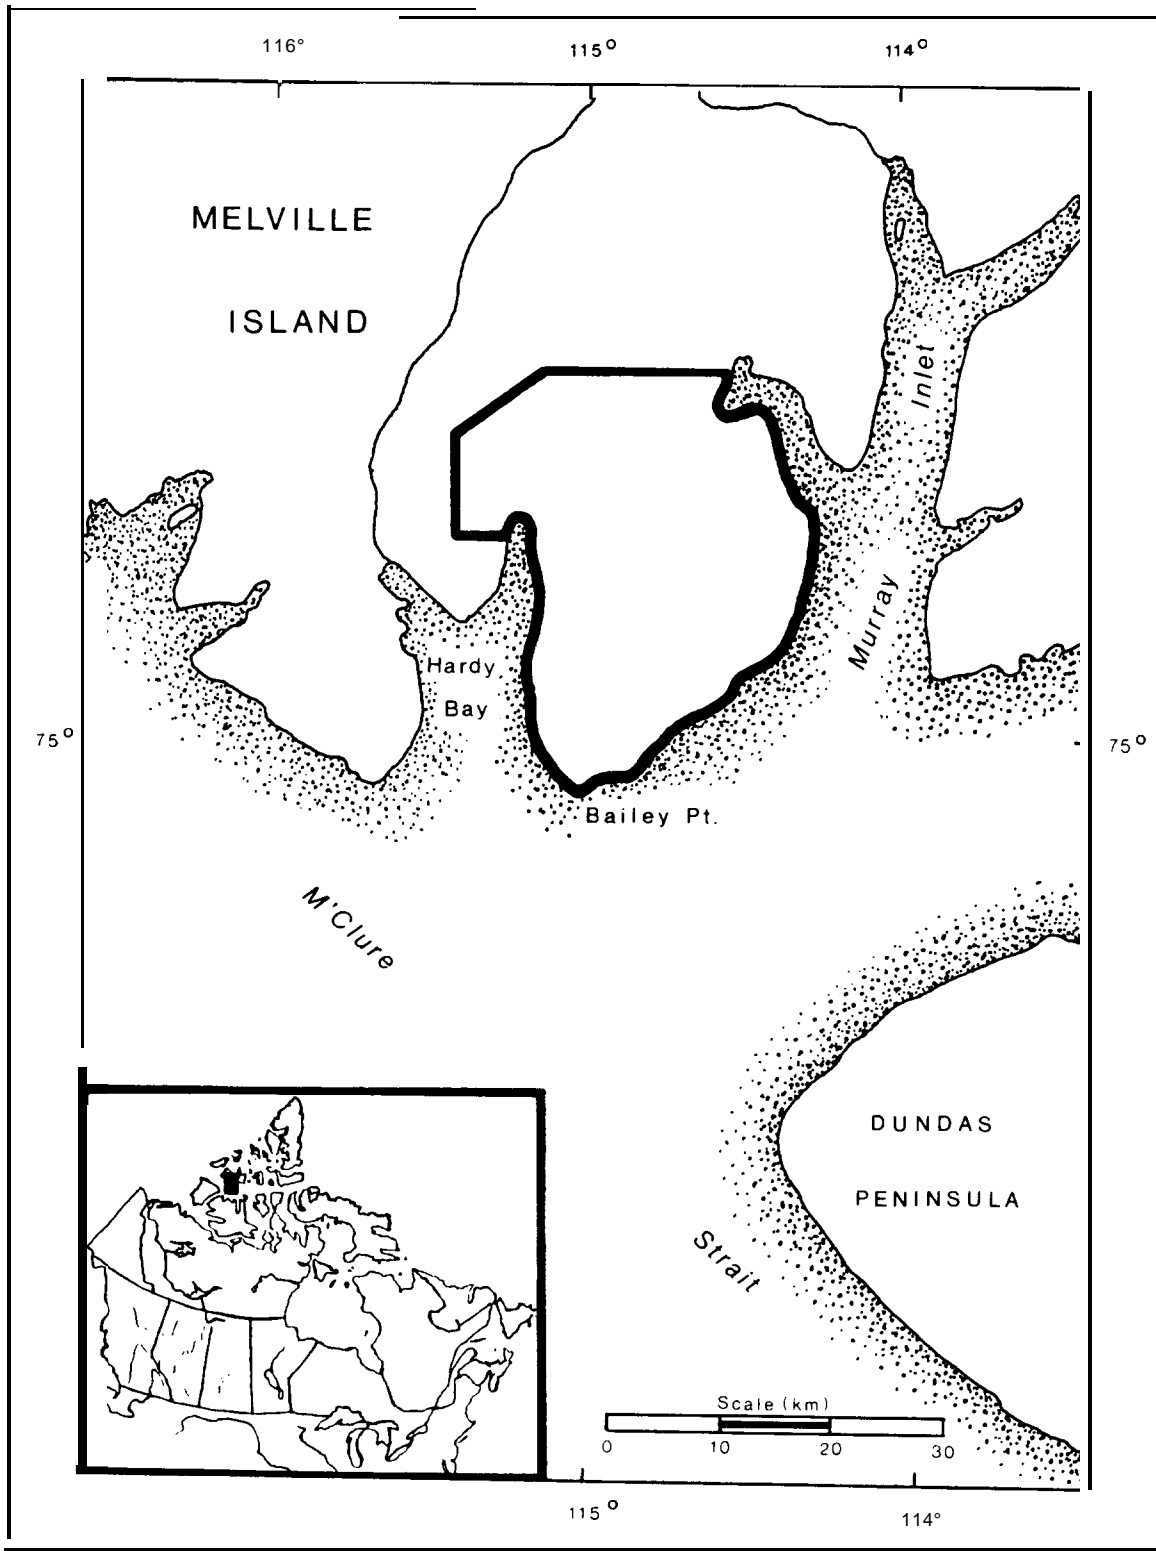 116°
115°
114°
MELVILLE
ISLAND
Inlet
Murray
Hardy
Bay
75°
75°
Bailey Pt.
M'Clure
DUNDAS
PENINSULA
Strait
Scale (km)
0 10 20 30
115°
114°